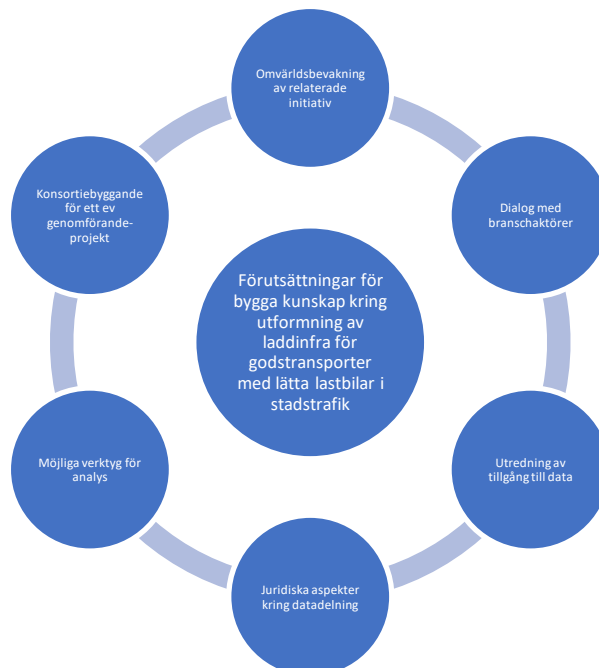 Omvärldsbevakning
av relaterade
initiativ
Dialog med
branschaktörer
Utredning av
tillgång till data
Juridiska aspekter
kring datadelning
Möjliga verktyg för
analys
Konsortiebyggande
för ett ev
genomförande-
projekt
Förutsättningar för
bygga kunskap kring
utformning av
laddinfra för
godstransporter
med lätta lastbilar i
stadstrafik